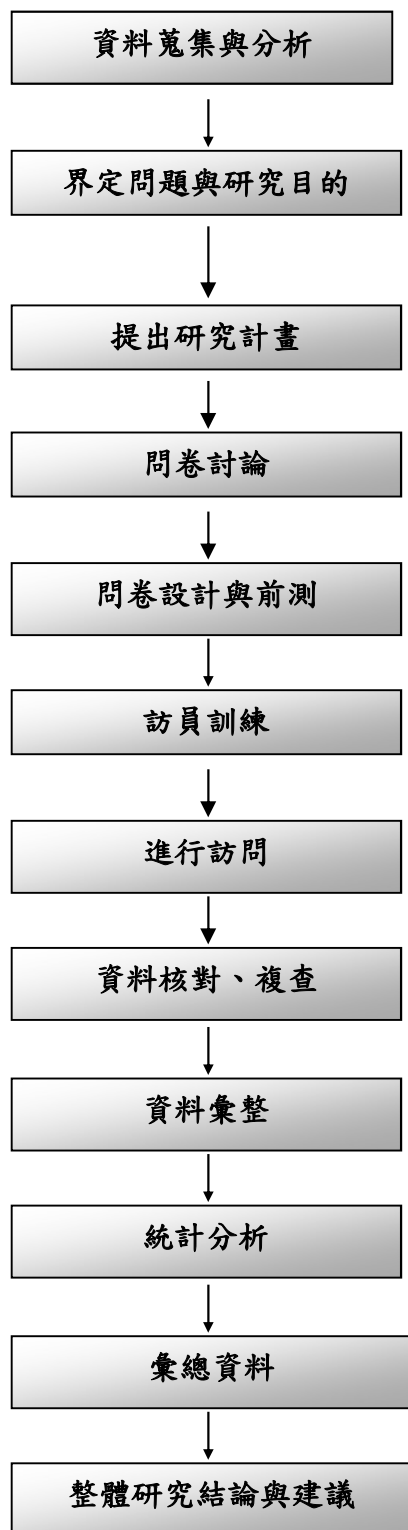 資料蒐集與分析
界定問題與研究目的
提出研究計畫
問卷討論
問卷設計與前測
訪員訓練
進行訪問
資料核對、複查
資料彙整
統計分析
彙總資料
整體研究結論與建議